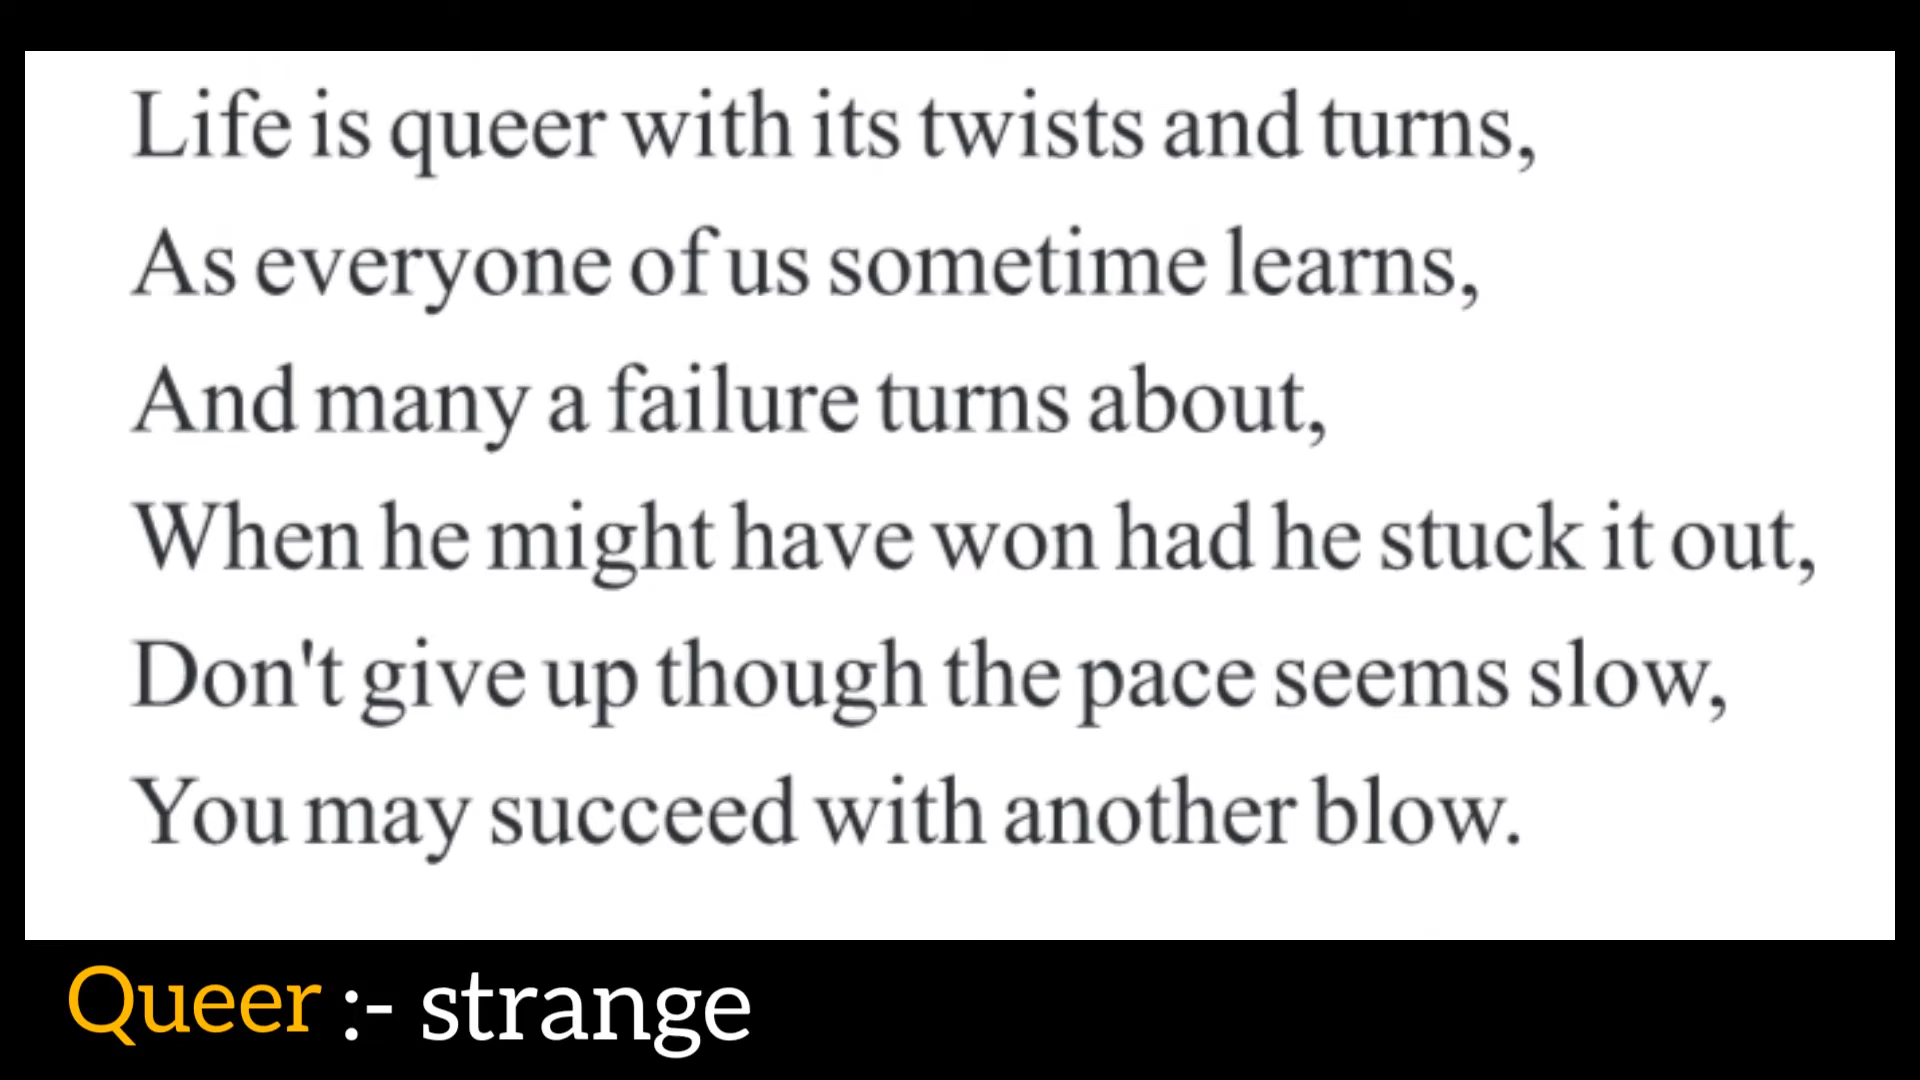 Life is queer with its twists and turns,
As everyone of us sometime learns,
And many a failure turns about,
When he might have won had he stuck it out,
Don't give up though the pace seems slow,
You may succeed with another blow.
Queer :- strange